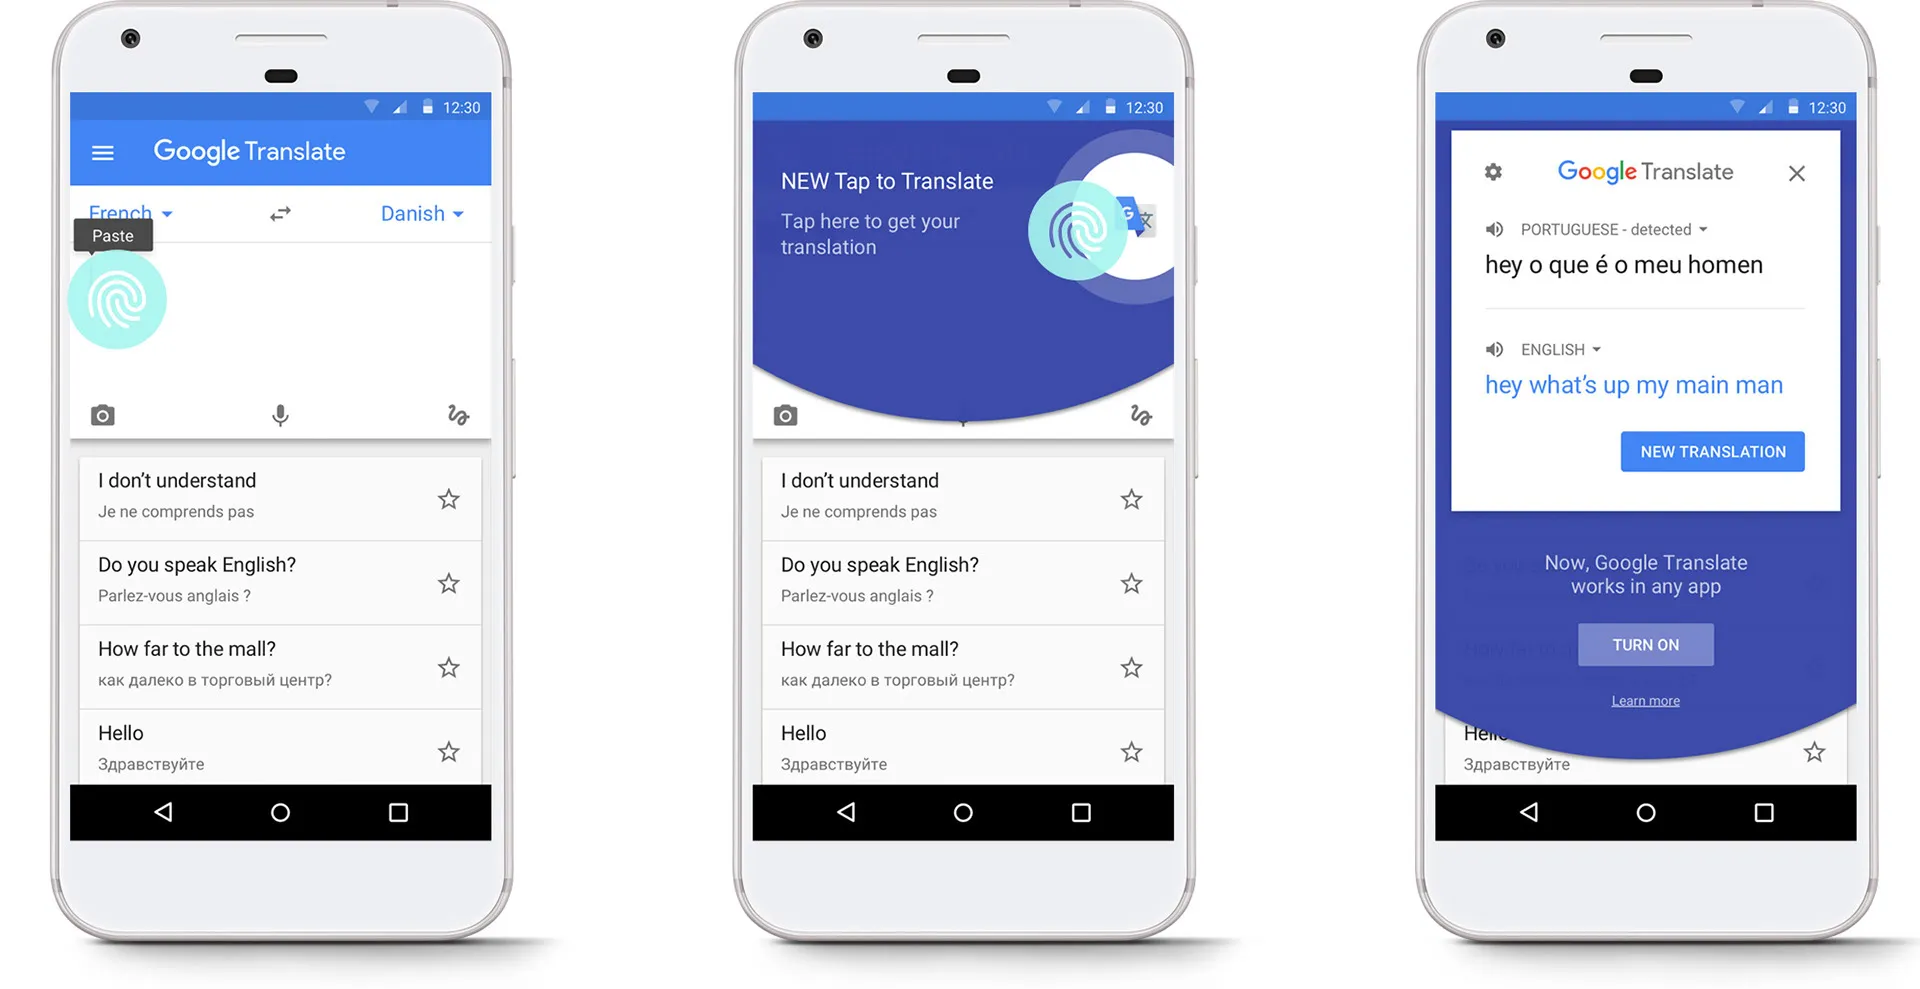 12:30
Google Translate
French
Danish
Paste
I don’t understand
Je ne comprends pas
Do you speak English?
Parlez-vous anglais ?
How far to the mall?
как далеко в торговый центр?
Hello
Здравствуйте
12:30
NEW Tap to Translate
Tap here to get your
translation
G
I don’t understand
Je ne comprends pas
Do you speak English?
Parlez-vous anglais ?
How far to the mall?
как далеко в торговый центр?
Hello
Здравствуйте
12:30
Google Translate
PORTUGUESE - detected
hey o que é o meu homen
ENGLISH
hey what’s up my main man
NEW TRANSLATION
Now, Google Translate
works in any app
TURN ON
Learn more
Hello
Здравствуйте